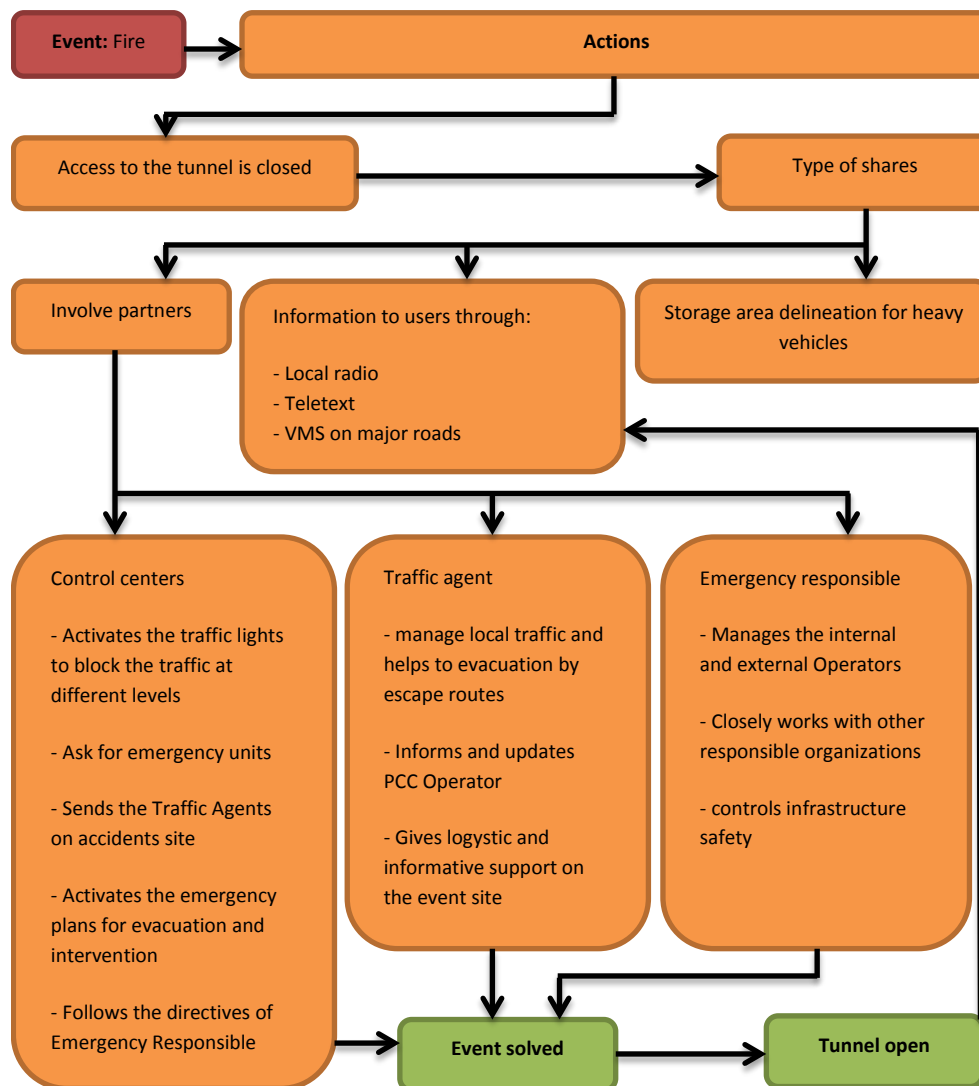 Event: Fire
Actions
Access to the tunnel is closed
Type of shares
Involve partners
Information to users through:
- Local radio
- Teletext
- VMS on major roads
Storage area delineation for heavy
vehicles
Control centers
- Activates the traffic lights
to block the traffic at
different levels
- Ask for emergency units
- Sends the Traffic Agents
on accidents site
- Activates the emergency
plans for evacuation and
intervention
- Follows the directives of
Emergency Responsible
Traffic agent
- manage local traffic and
helps to evacuation by
escape routes
- Informs and updates
PCC Operator
- Gives logystic and
informative support on
the event site
Emergency responsible
- Manages the internal
and external Operators
- Closely works with other
responsible organizations
- controls infrastructure
safety
Event solved
Tunnel open